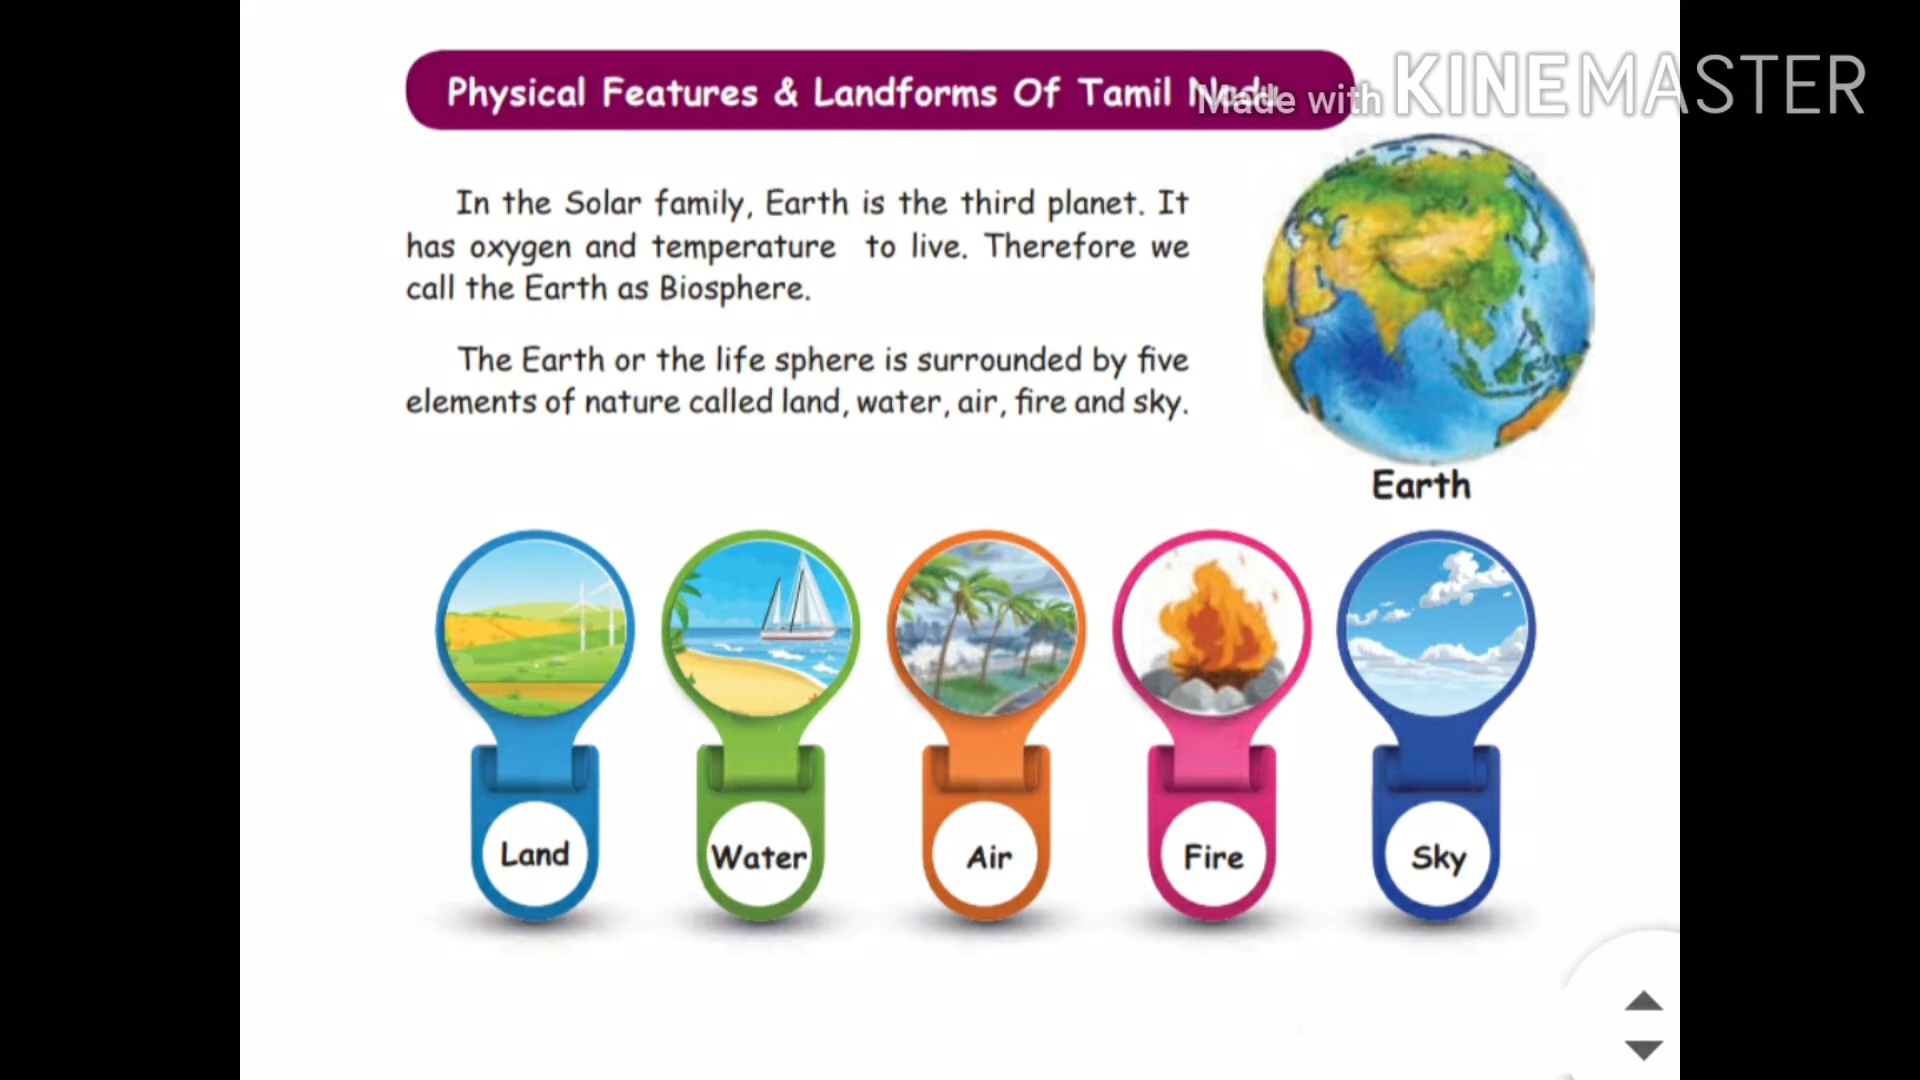 Physical Features & Landforms Of Tamil Nadu
Made with KINEMASTER
In the Solar family, Earth is the third planet. It
has oxygen and temperature to live. Therefore we
call the Earth as Biosphere.
The Earth or the life sphere is surrounded by five
elements of nature called land, water, air, fire and sky.
Earth
Land
Water
Air
Fire
Sky